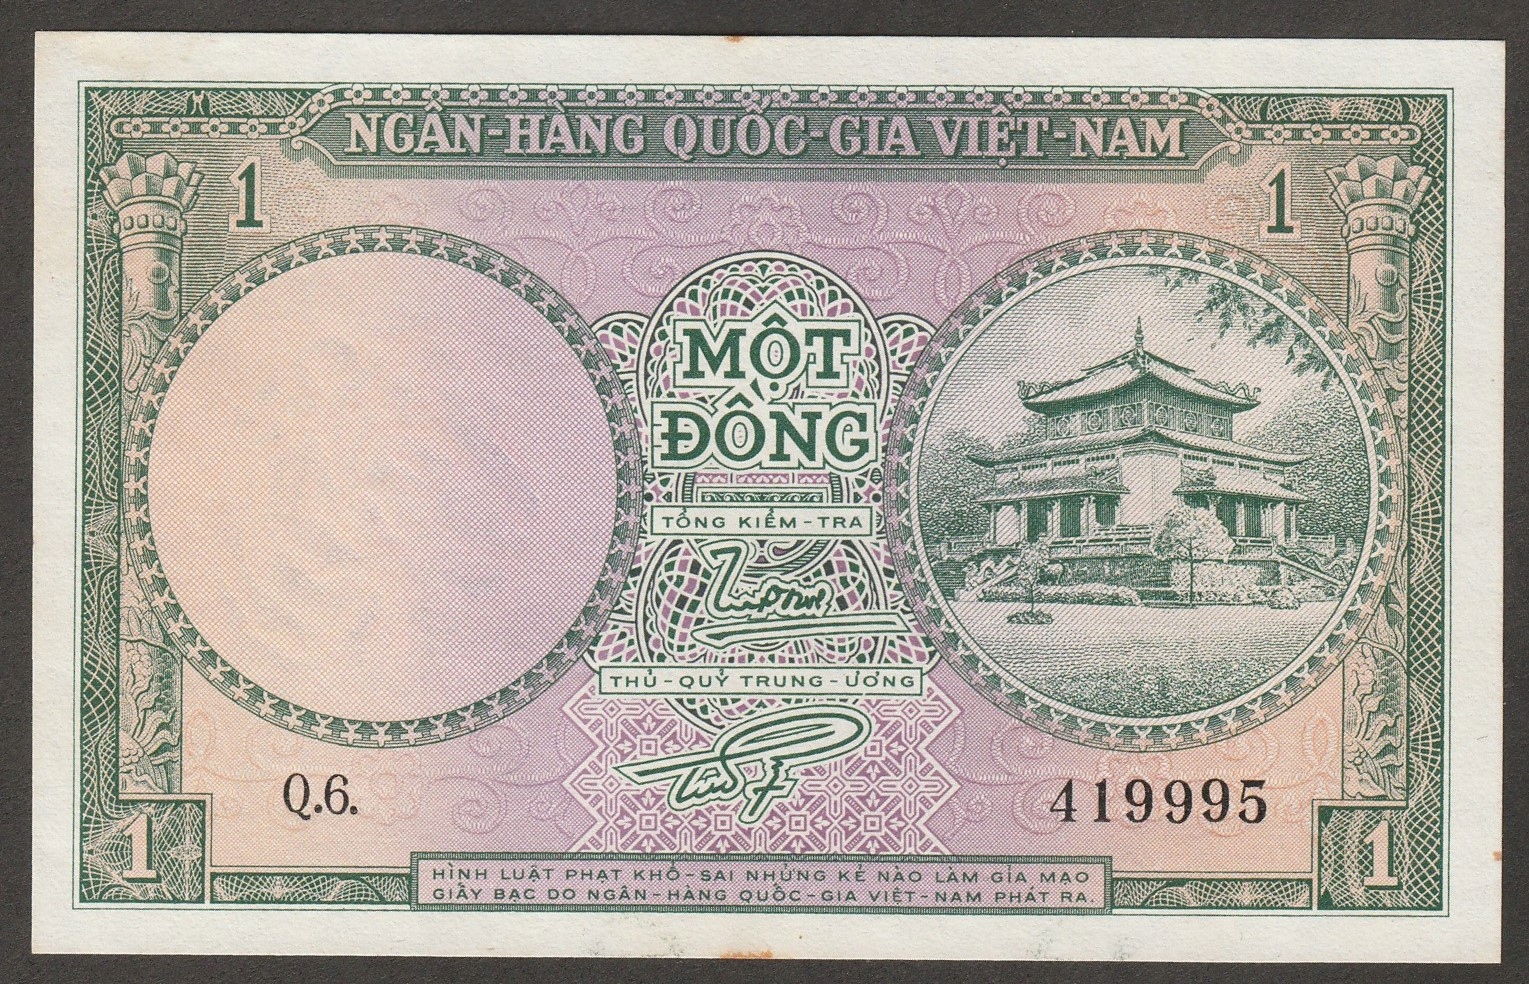 NGÂN-HÀNG QUỐC-GIA VIỆT-NAM
1
1
MỘT
ĐỒNG
TỔNG KIỂM-TRA
THỦ-QUỸ TRUNG-ƯƠNG
Q.6.
419995
1
1
HÌNH LUẬT PHẠT KHỔ-SAI NHỮNG KẺ NÀO LÀM GIẢ MẠO
GIẤY BẠC DO NGÂN-HÀNG QUỐC-GIA VIỆT-NAM PHÁT RA.